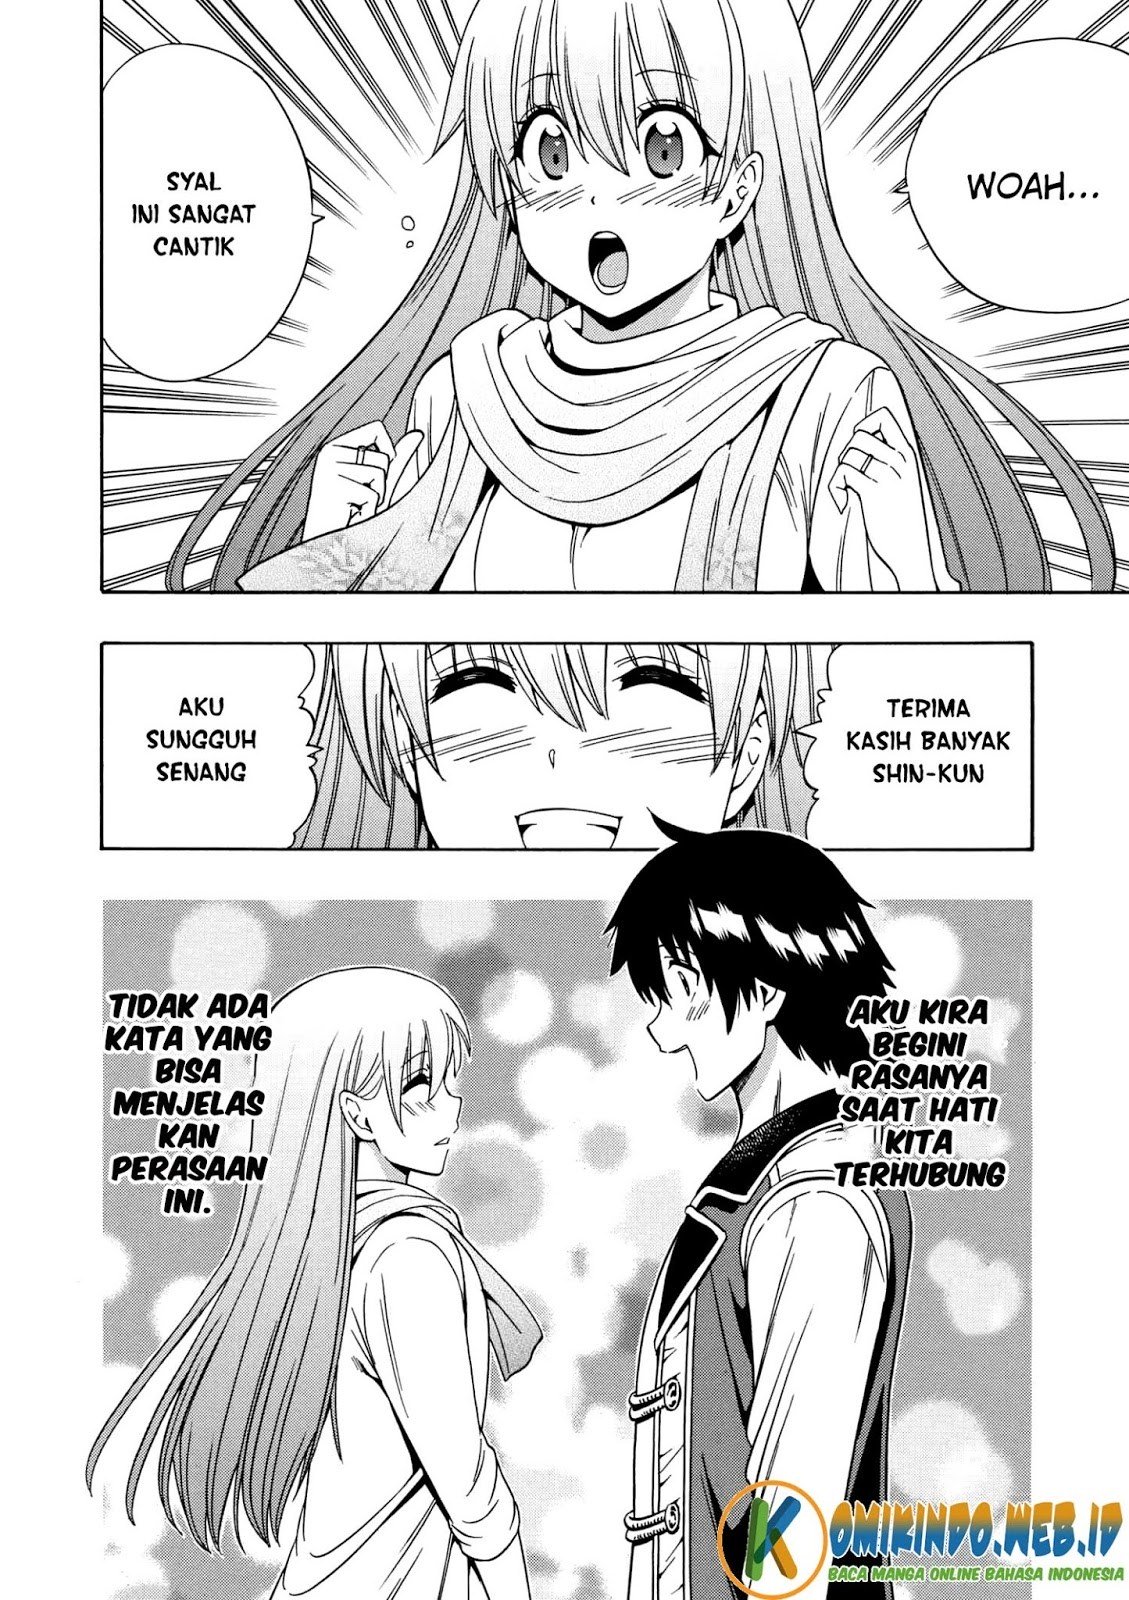 WOAH...
SYAL
INI SANGAT
CANTIK
TERIMA
KASIH BANYAK
SHIN-KUN
AKU
SUNGGUH
SENANG
AKU KIRA
BEGINI
RASANYA
SAAT HATI
KITA
TERHUBUNG
TIDAK ADA
KATA YANG
BISA
MENJELAS
KAN
PERASAAN
INI.
KOMIKINDO.WEB.ID
BACA MANGA ONLINE BAHASA INDONESIA